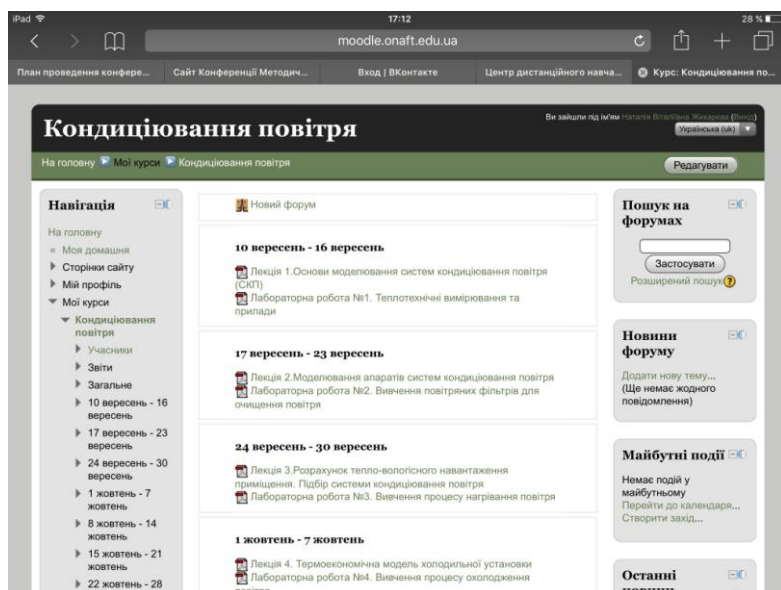 iPad 17:12 28 %
moodle.onaft.edu.ua
План проведення конфере... Сайт Конференції Методич... Вход | ВКонтакте Центр дистанційного навча... Курс: Кондиціювання по...
Кондиціювання повітря
Ви зайшли під ім'ям Наталія Віталіївна Жихарєва (Вихід)
Українська (uk)
На головну Мої курси Кондиціювання повітря
Редагувати
Навігація
На головну
Моя домашня
Сторінки сайту
Мій профіль
Мої курси
Кондиціювання
повітря
Учасники
Звіти
Загальне
10 вересень - 16
вересень
17 вересень - 23
вересень
24 вересень - 30
вересень
1 жовтень - 7
жовтень
8 жовтень - 14
жовтень
15 жовтень - 21
жовтень
22 жовтень - 28
Новий форум
10 вересень - 16 вересень
Лекція 1.Основи моделювання систем кондиціювання повітря
(СКП)
Лабораторна робота №1. Теплотехнічні вимірювання та
прилади
17 вересень - 23 вересень
Лекція 2.Моделювання апаратів систем кондиціювання повітря
Лабораторна робота №2. Вивчення повітряних фільтрів для
очищення повітря
24 вересень - 30 вересень
Лекція 3.Розрахунок тепло-вологісного навантаження
приміщення. Підбір системи кондиціювання повітря
Лабораторна робота №3. Вивчення процесу нагрівання повітря
1 жовтень - 7 жовтень
Лекція 4. Термоекономічна модель холодильної установки
Лабораторна робота №4. Вивчення процесу охолодження
Пошук на
форумах
Застосувати
Розширений пошук
Новини
форуму
Додати нову тему...
(Ще немає жодного
повідомлення)
Майбутні події
Немає подій у
майбутньому
Перейти до календаря...
Створити захід...
Останні
новини